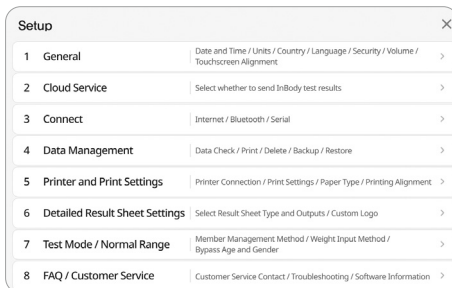 Setup
1 General Date and Time / Units / Country / Language / Security / Volume /
Touchscreen Alignment
2 Cloud Service Select whether to send InBody test results
3 Connect Internet / Bluetooth / Serial
4 Data Management Data Check / Print / Delete / Backup / Restore
5 Printer and Print Settings Printer Connection / Print Settings / Paper Type / Printing Alignment
6 Detailed Result Sheet Settings Select Result Sheet Type and Outputs / Custom Logo
7 Test Mode / Normal Range Member Management Method / Weight Input Method /
Bypass Age and Gender
8 FAQ / Customer Service Customer Service Contact / Troubleshooting / Software Information